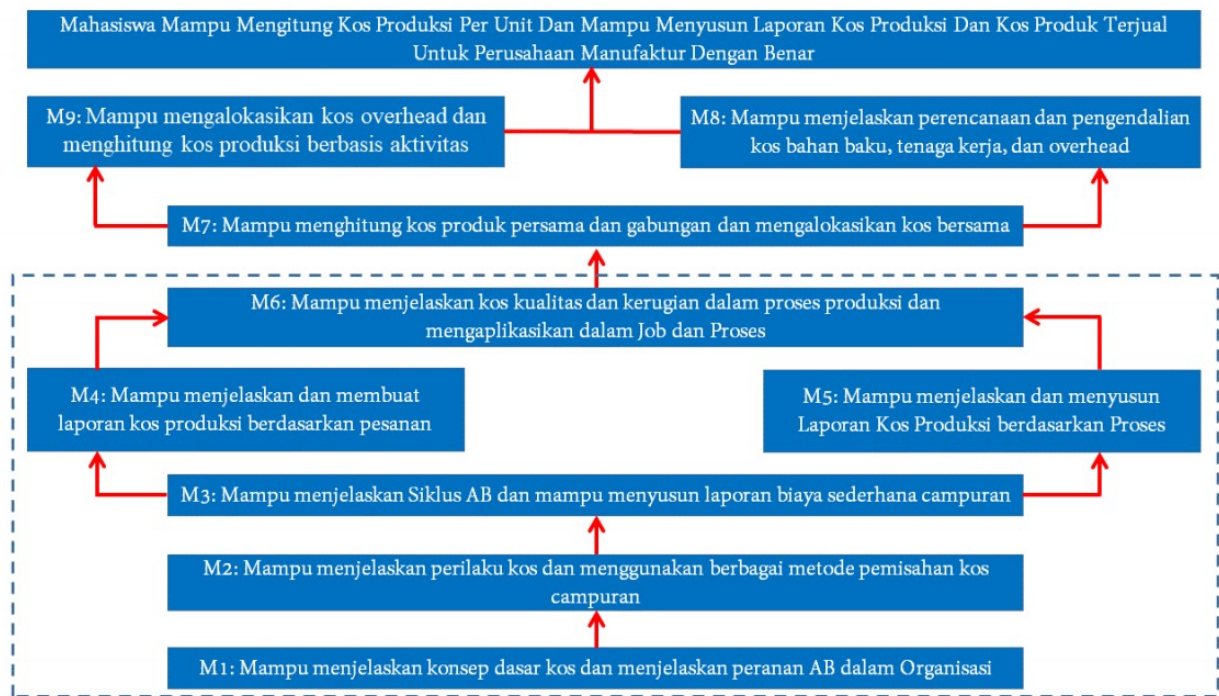 Mahasiswa Mampu Mengitung Kos Produksi Per Unit Dan Mampu Menyusun Laporan Kos Produksi Dan Kos Produk Terjual
Untuk Perusahaan Manufaktur Dengan Benar
M9: Mampu mengalokasikan kos overhead dan
menghitung kos produksi berbasis aktivitas
M8: Mampu menjelaskan perencanaan dan pengendalian
kos bahan baku, tenaga kerja, dan overhead
M7: Mampu menghitung kos produk persama dan gabungan dan mengalokasikan kos bersama
M6: Mampu menjelaskan kos kualitas dan kerugian dalam proses produksi dan
mengaplikasikan dalam Job dan Proses
M4: Mampu menjelaskan dan membuat
laporan kos produksi berdasarkan pesanan
M5: Mampu menjelaskan dan menyusun
Laporan Kos Produksi berdasarkan Proses
M3: Mampu menjelaskan Siklus AB dan mampu menyusun laporan biaya sederhana campuran
M2: Mampu menjelaskan perilaku kos dan menggunakan berbagai metode pemisahan kos
campuran
M1: Mampu menjelaskan konsep dasar kos dan menjelaskan peranan AB dalam Organisasi